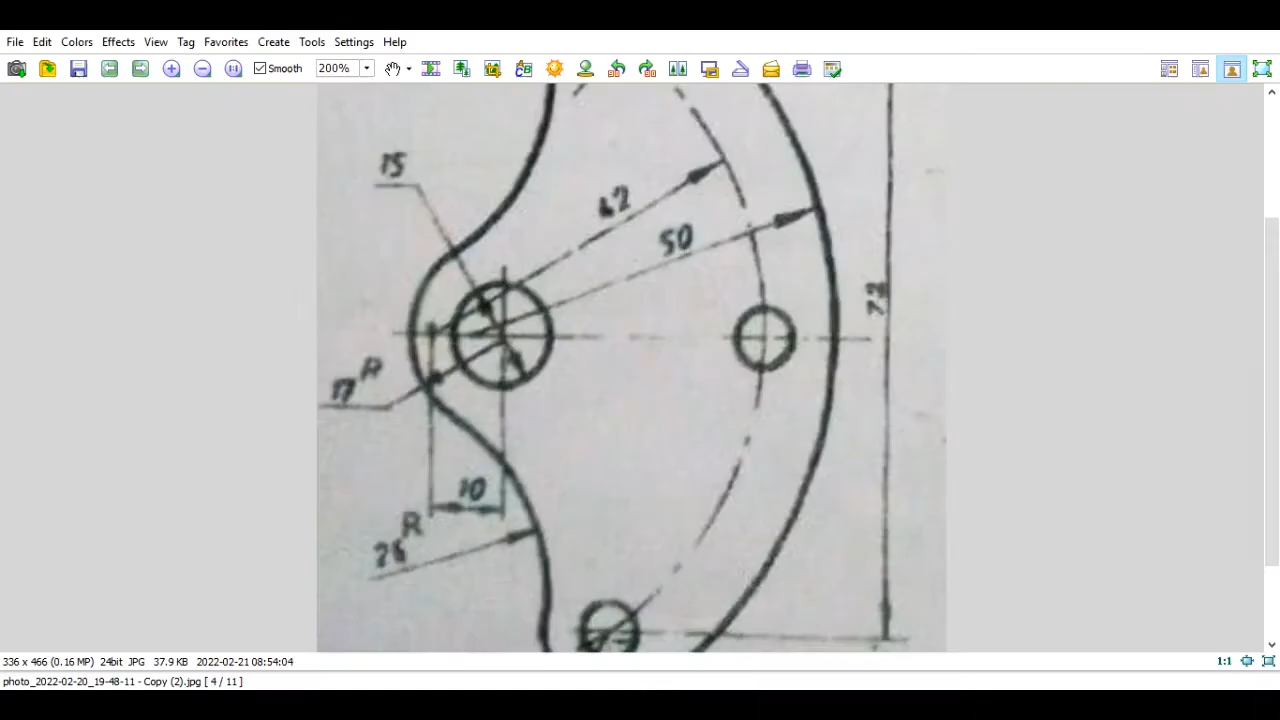 File Edit Colors Effects View Tag Favorites Create Tools Settings Help
Smooth 200%
15
42
50
72
R
17
10
R
26
1:1
336 x 466 (0.16 MP) 24bit JPG 37.9 KB 2022-02-21 08:54:04
photo_2022-02-20_19-48-11 - Copy (2).jpg [ 4 / 11 ]